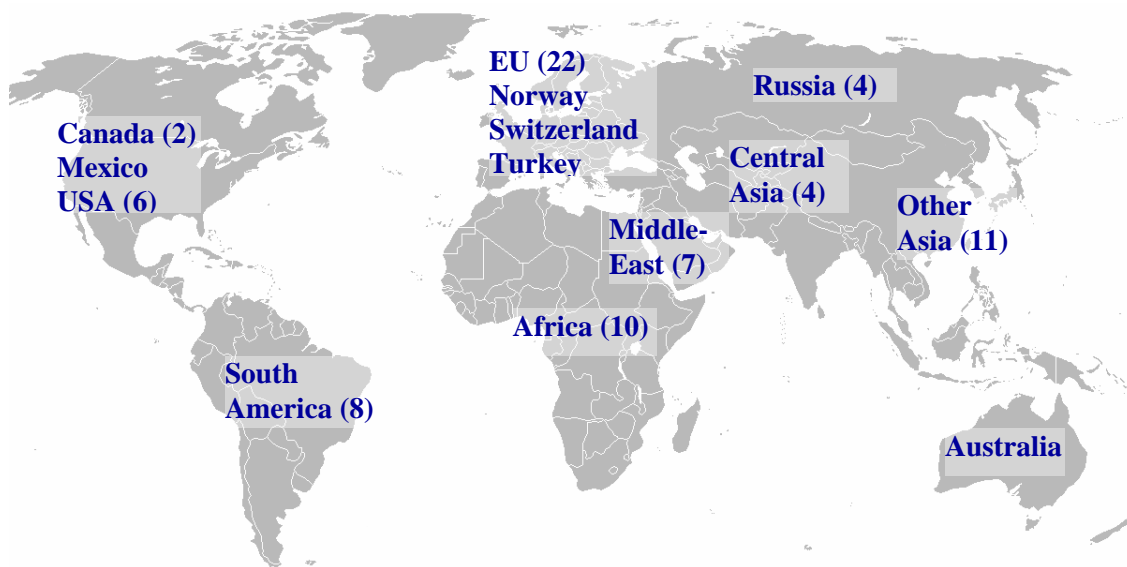 EU (22)
Norway
Switzerland
Turkey
Russia (4)
Canada (2)
Mexico
USA (6)
Central
Asia (4)
Other
Asia (11)
Middle-
East (7)
Africa (10)
South
America (8)
Australia